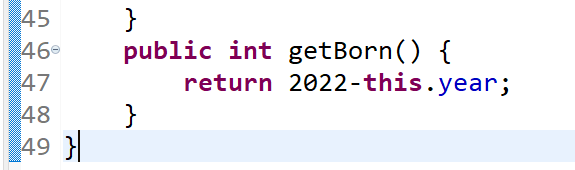 45     }
46     public int getBorn() {
47         return 2022-this.year;
48     }
49 }